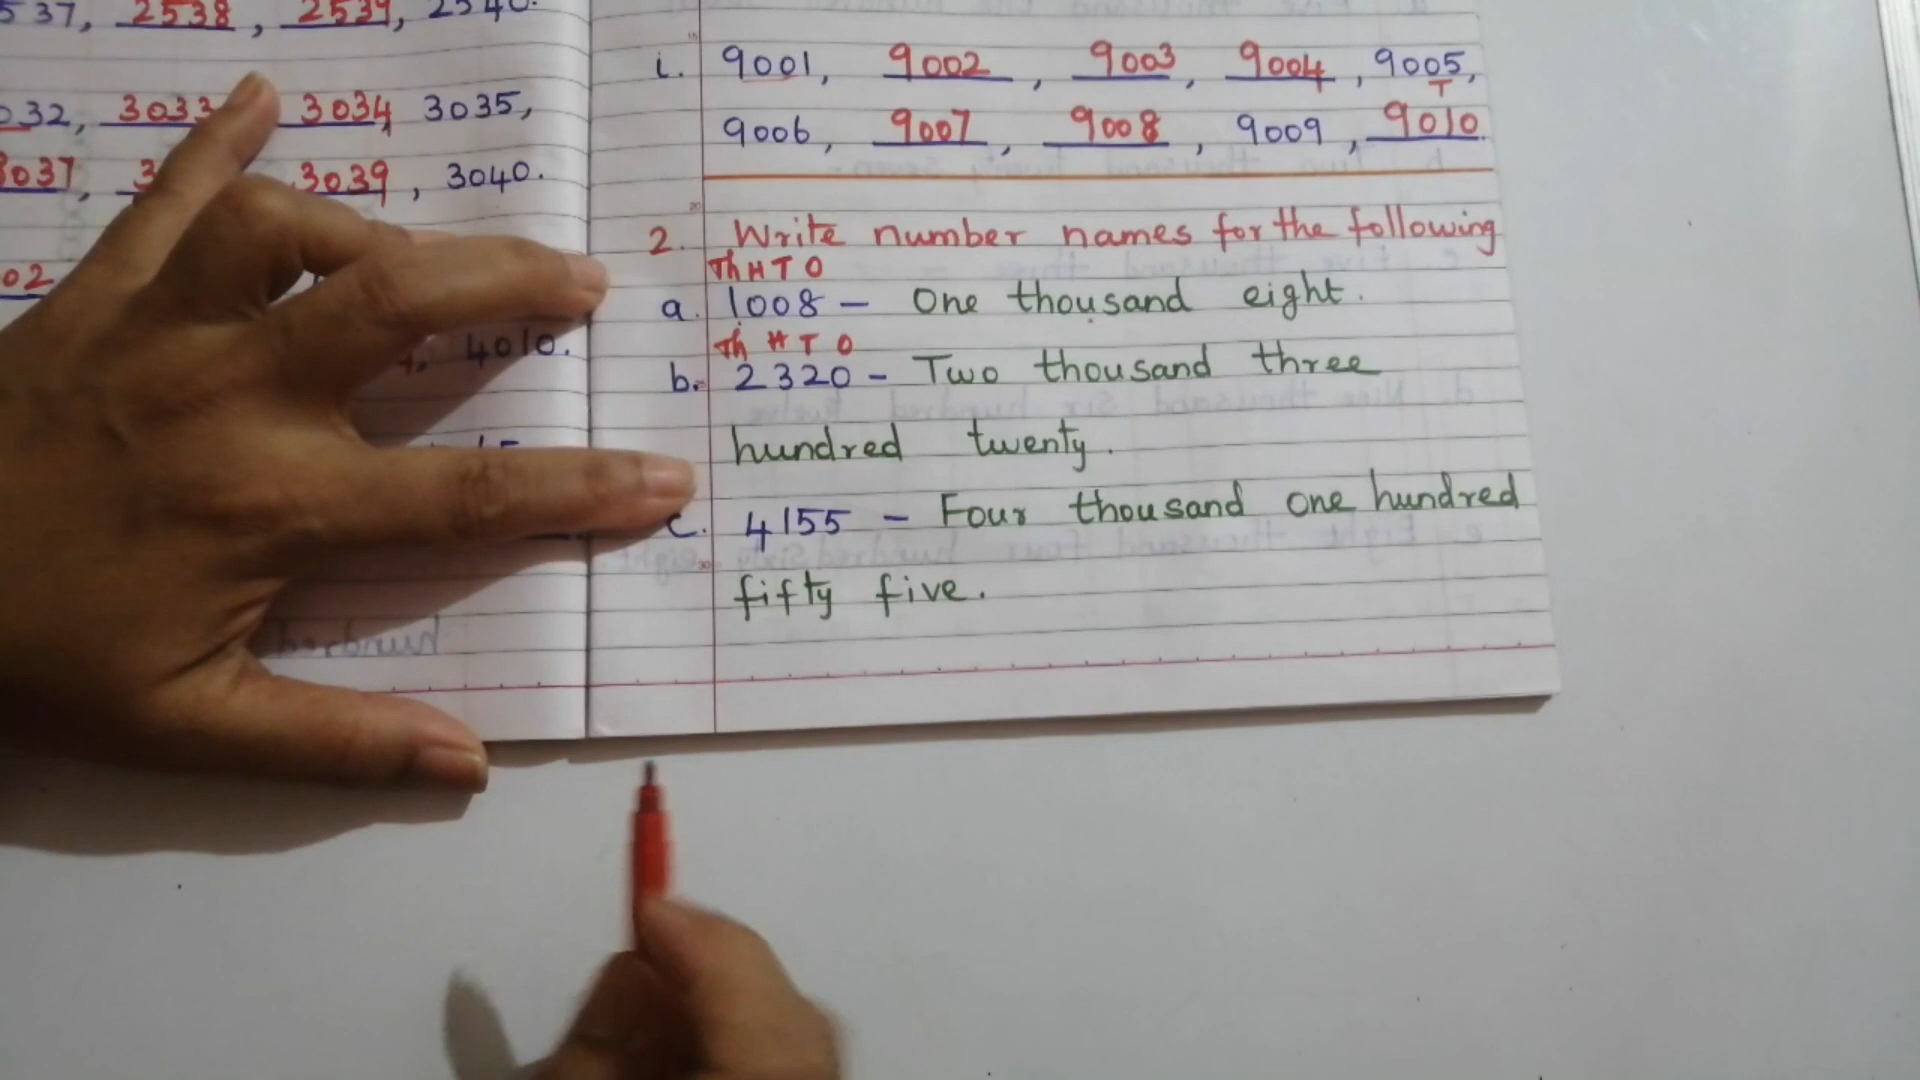 537, 2538, 2539, 2540.
032, 3033 3034, 3035,
3037, 3039, 3040.
02
4010.
i. 9001, 9002, 9003, 9004, 9005,
T
9006, 9007, 9008, 9009, 9010.
2. Write number names for the following
Th H T O
a. 1008 - One thousand eight.
Th H T O
b. 2320 - Two thousand three
hundred twenty.
c. 4155 - Four thousand one hundred
fifty five.